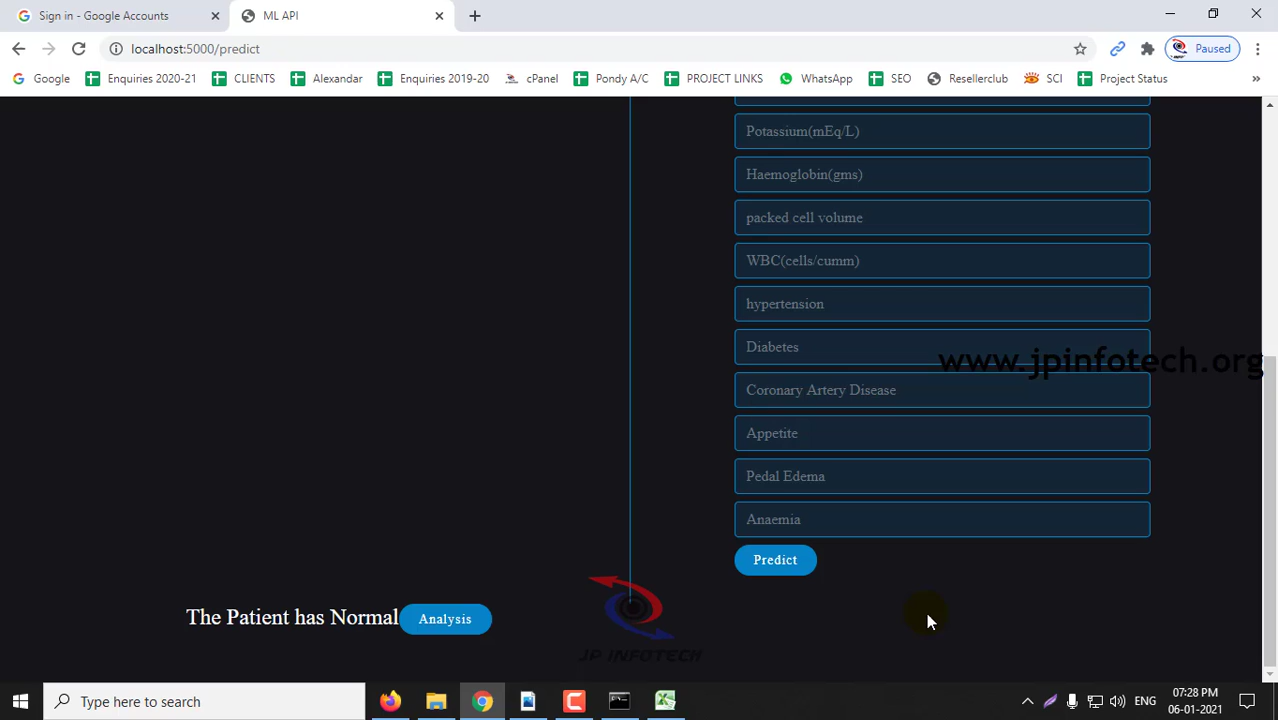 Sign in - Google Accounts
ML API
localhost:5000/predict
Paused
Google
Enquiries 2020-21
CLIENTS
Alexandar
Enquiries 2019-20
cPanel
Pondy A/C
PROJECT LINKS
WhatsApp
SEO
Resellerclub
SCI
Project Status
»
Potassium(mEq/L)
Haemoglobin(gms)
packed cell volume
WBC(cells/cumm)
hypertension
Diabetes
www.jpinfotech.org
Coronary Artery Disease
Appetite
Pedal Edema
Anaemia
Predict
The Patient has Normal
Analysis
JP INFOTECH
Type here to search
ENG
07:28 PM
06-01-2021